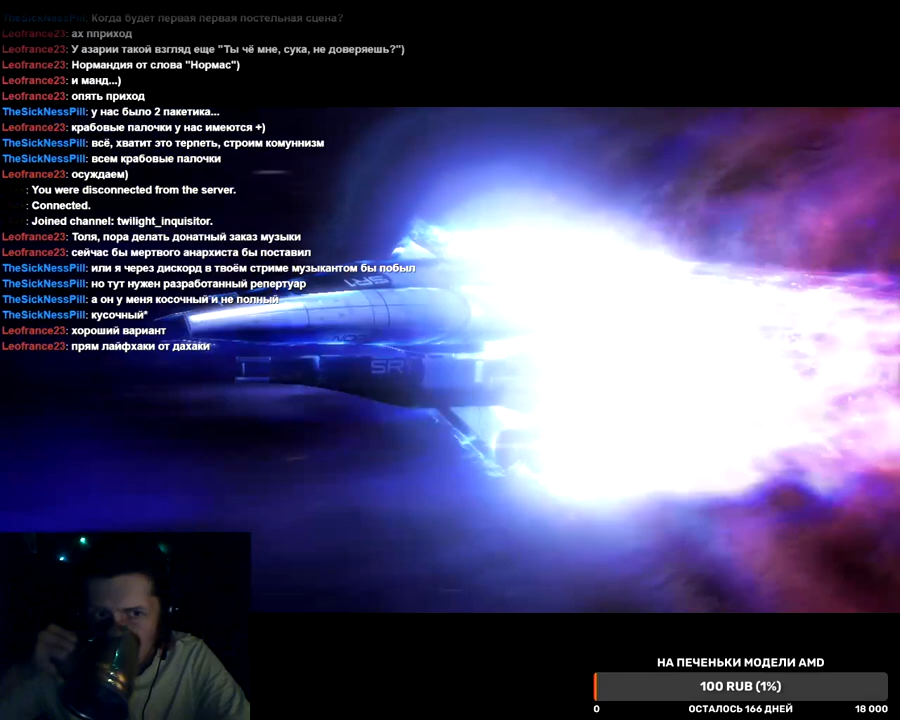 TheSickNessPill: Когда будет первая первая постельная сцена?
Leofrance23: ах пприход
Leofrance23: У азарии такой взгляд еще "Ты чё мне, сука, не доверяешь?")
Leofrance23: Нормандия от слова "Нормас")
Leofrance23: и манд...)
Leofrance23: опять приход
TheSickNessPill: у нас было 2 пакетика...
Leofrance23: крабовые палочки у нас имеются +)
TheSickNessPill: всё, хватит это терпеть, строим комуннизм
TheSickNessPill: всем крабовые палочки
Leofrance23: осуждаем)
: You were disconnected from the server.
: Connected.
: Joined channel: twilight_inquisitor.
Leofrance23: Толя, пора делать донатный заказ музыки
Leofrance23: сейчас бы мертвого анархиста бы поставил
TheSickNessPill: или я через дискорд в твоём стриме музыкантом бы побыл
TheSickNessPill: но тут нужен разработанный репертуар
TheSickNessPill: а он у меня косочный и не полный
TheSickNessPill: кусочный*
Leofrance23: хороший вариант
Leofrance23: прям лайфхаки от дахаки
SR1
SR1
НА ПЕЧЕНЬКИ МОДЕЛИ AMD
100 RUB (1%)
0 ОСТАЛОСЬ 166 ДНЕЙ 18 000